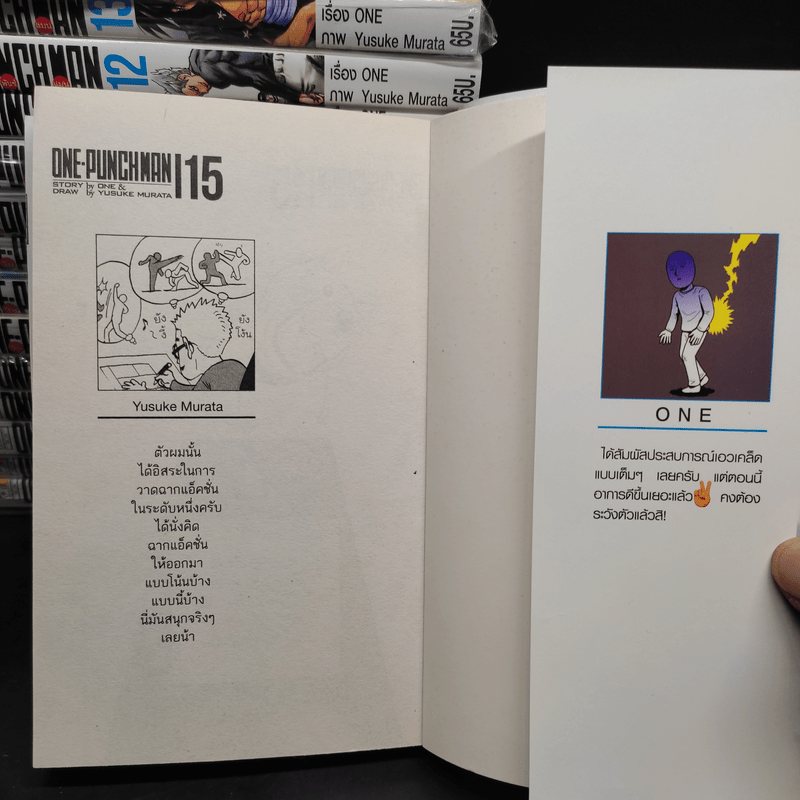 13
เรื่อง ONE
ภาพ Yusuke Murata
65บ.
NCHMAN
12
เรื่อง ONE
ภาพ Yusuke Murata
65บ.
ONE-PUNCHMAN 15
STORY by ONE &
DRAW by YUSUKE MURATA
ยัง
งี้
ยัง
โง้น
Yusuke Murata
ตัวผมนั้น
ได้อิสระในการ
วาดฉากแอ็คชั่น
ในระดับหนึ่งครับ
ได้นั่งคิด
ฉากแอ็คชั่น
ให้ออกมา
แบบโน้นบ้าง
แบบนี้บ้าง
นี่มันสนุกจริงๆ
เลยน้า
ONE
ได้สัมผัสประสบการณ์เอวเคล็ด
แบบเต็มๆ เลยครับ แต่ตอนนี้
อาการดีขึ้นเยอะแล้ว✌ คงต้อง
ระวังตัวแล้วสิ!